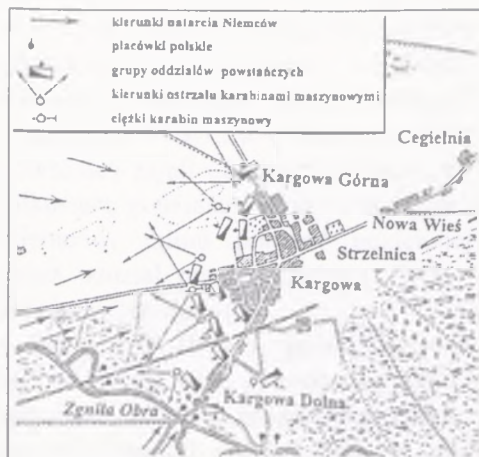 kierunki natarcia Niemców
placówki polskie
grupy oddziałów powstańczych
kierunki ostrzału karabinami maszynowymi
ciężki karabin maszynowy
Cegielnia
Kargowa Górna
Nowa Wieś
Strzelnica
Kargowa
Kargowa Dolna
Zgniła Obra